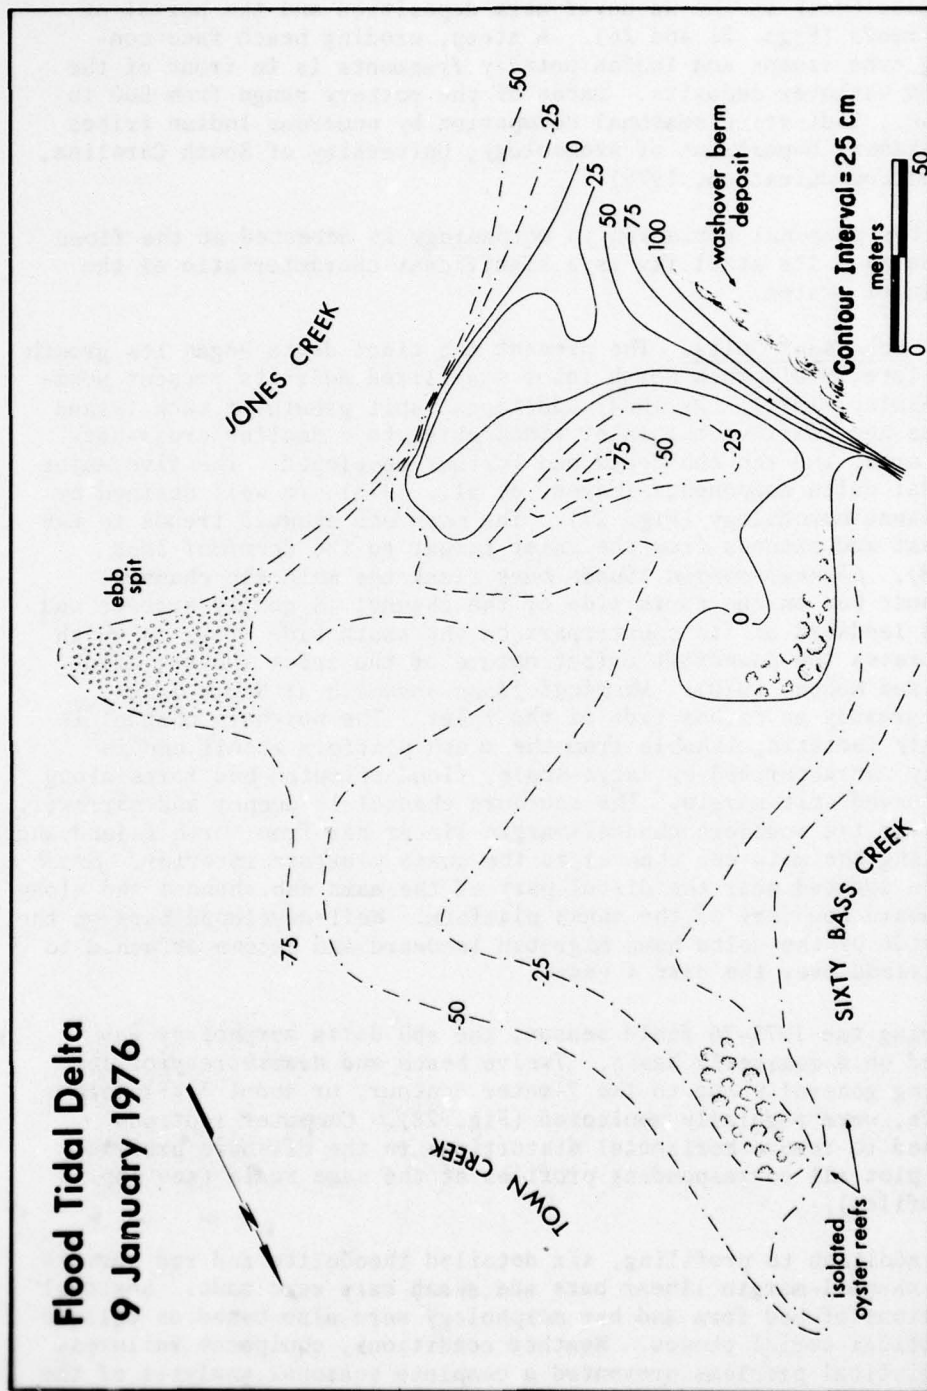 Flood Tidal Delta
9 January 1976
JONES CREEK
ebb
spit
-50
-25
0
25
50
75
100
washover berm
deposit
-75
-50
-25
0
-75
-50
-25
TOWN CREEK
SIXTY BASS CREEK
isolated
oyster reefs
Contour Interval = 25 cm
meters
0 50